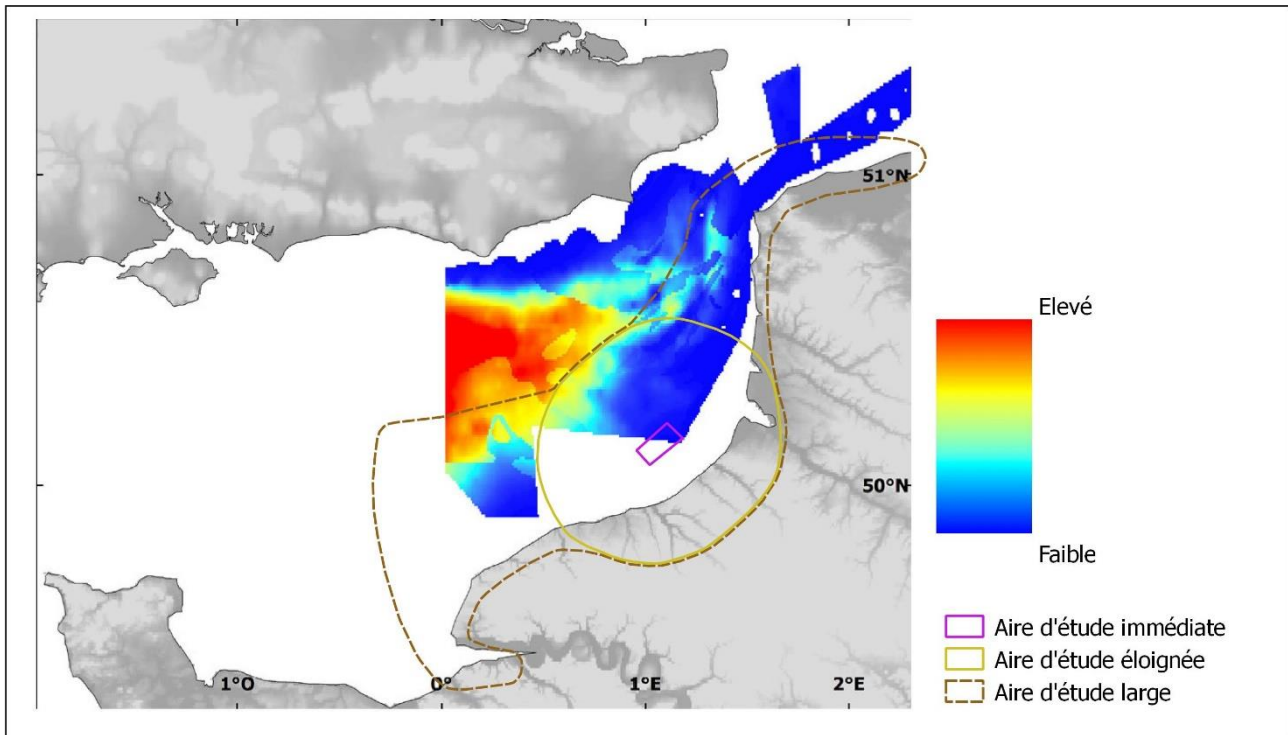 51°N
Elevé
50°N
Faible
Aire d'étude immédiate
Aire d'étude éloignée
Aire d'étude large
1°O
0°
1°E
2°E